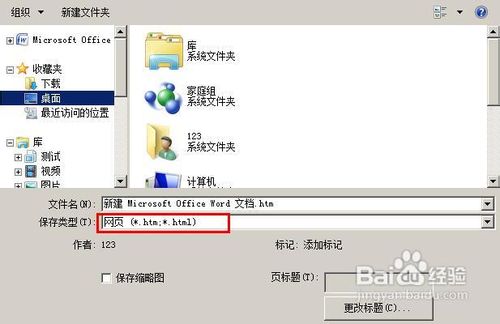 组织 新建文件夹
Microsoft Office
收藏夹
下载
桌面
最近访问的位置
库
测试
视频
图片
库
系统文件夹
家庭组
系统文件夹
123
系统文件夹
计算机
文件名(N): 新建 Microsoft Office Word 文档.htm
保存类型(T): 网页 (*.htm;*.html)
作者: 123 标记: 添加标记
保存缩略图 页标题(T):
更改标题(C)...
Baidu 经验
jingyan.baidu.com